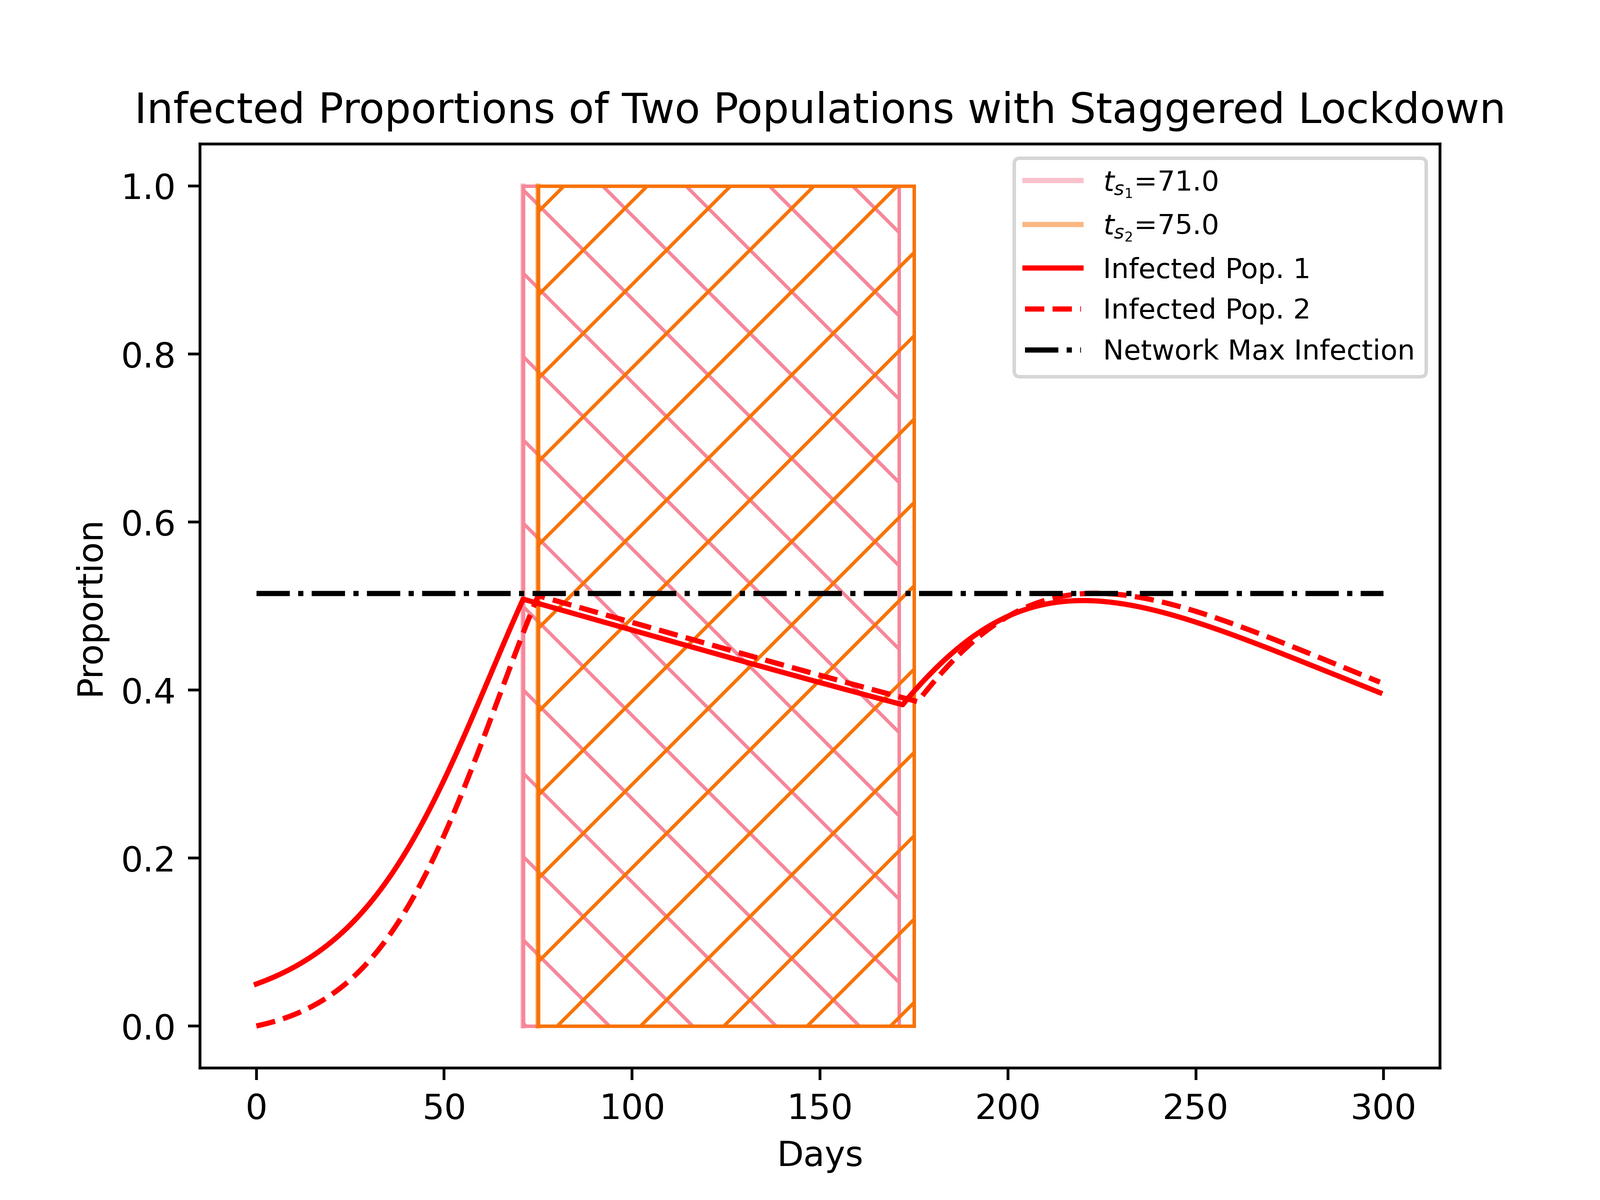 Infected Proportions of Two Populations with Staggered Lockdown
1.0
0.8
0.6
0.4
0.2
0.0
Proportion
0 50 100 150 200 250 300
Days
t_{s_1}=71.0
t_{s_2}=75.0
Infected Pop. 1
Infected Pop. 2
Network Max Infection